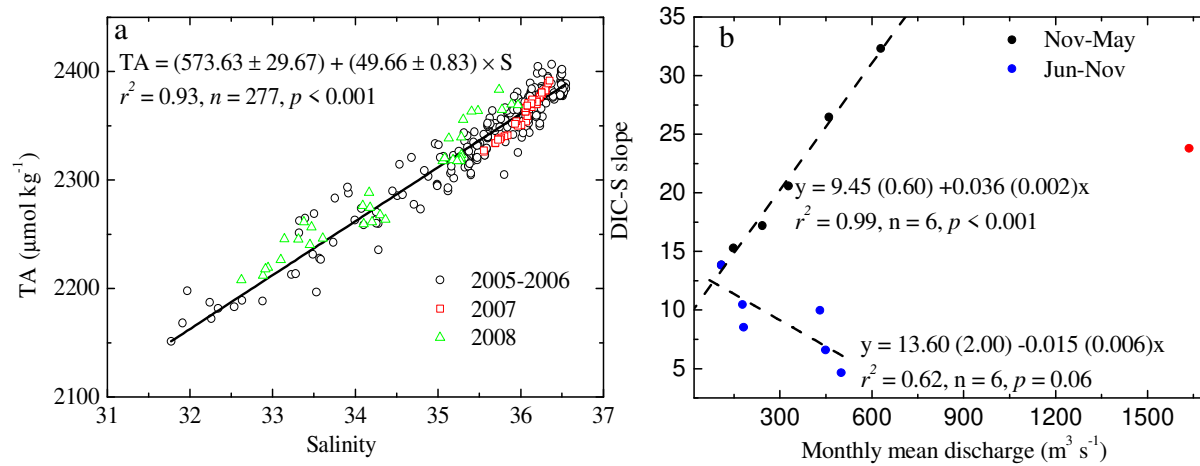 a
TA = (573.63 ± 29.67) + (49.66 ± 0.83) × S
r² = 0.93, n = 277, p < 0.001
2400
2300
2200
2100
TA (μmol kg⁻¹)
2005-2006
2007
2008
31 32 33 34 35 36 37
Salinity
b
Nov-May
Jun-Nov
35
30
25
20
15
10
5
DIC-S slope
y = 9.45 (0.60) +0.036 (0.002)x
r² = 0.99, n = 6, p < 0.001
y = 13.60 (2.00) -0.015 (0.006)x
r² = 0.62, n = 6, p = 0.06
300 600 900 1200 1500
Monthly mean discharge (m³ s⁻¹)